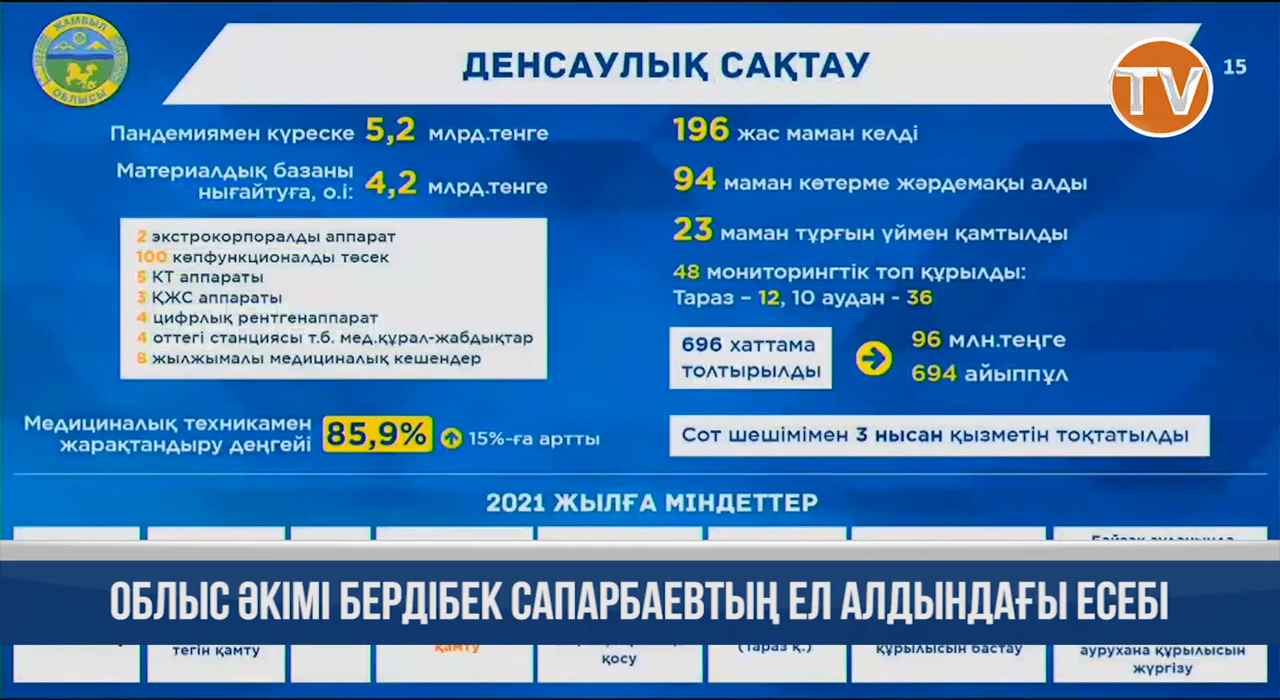 ЖАМБЫЛ
ОБЛЫСЫ
ДЕНСАУЛЫҚ САҚТАУ
TV
15
Пандемиямен күреске 5,2 млрд.тенге
Материалдық базаны
нығайтуға, о.і: 4,2 млрд.тенге
2 экстрокорпоралды аппарат
100 көпфункционалды төсек
5 КТ аппараты
3 ҚЖС аппараты
4 цифрлық рентгенаппарат
4 оттегі станциясы т.б. мед.құрал-жабдықтар
8 жылжымалы медициналық кешендер
Медициналық техникамен
жарақтандыру деңгейі 85,9% 15%-ға артты
196 жас маман келді
94 маман көтерме жәрдемақы алды
23 маман тұрғын үймен қамтылды
48 мониторингтік топ құрылды:
Тараз – 12, 10 аудан - 36
696 хаттама
толтырылды
96 млн.теңге
694 айыппұл
Сот шешімімен 3 нысан қызметін тоқтатылды
2021 ЖЫЛҒА МІНДЕТТЕР
ОБЛЫС ӘКІМІ БЕРДІБЕК САПАРБАЕВТЫҢ ЕЛ АЛДЫНДАҒЫ ЕСЕБІ
тегін қамту
қамту
қосу
(Тараз қ.)
құрылысын бастау
аурухана құрылысын
жүргізу